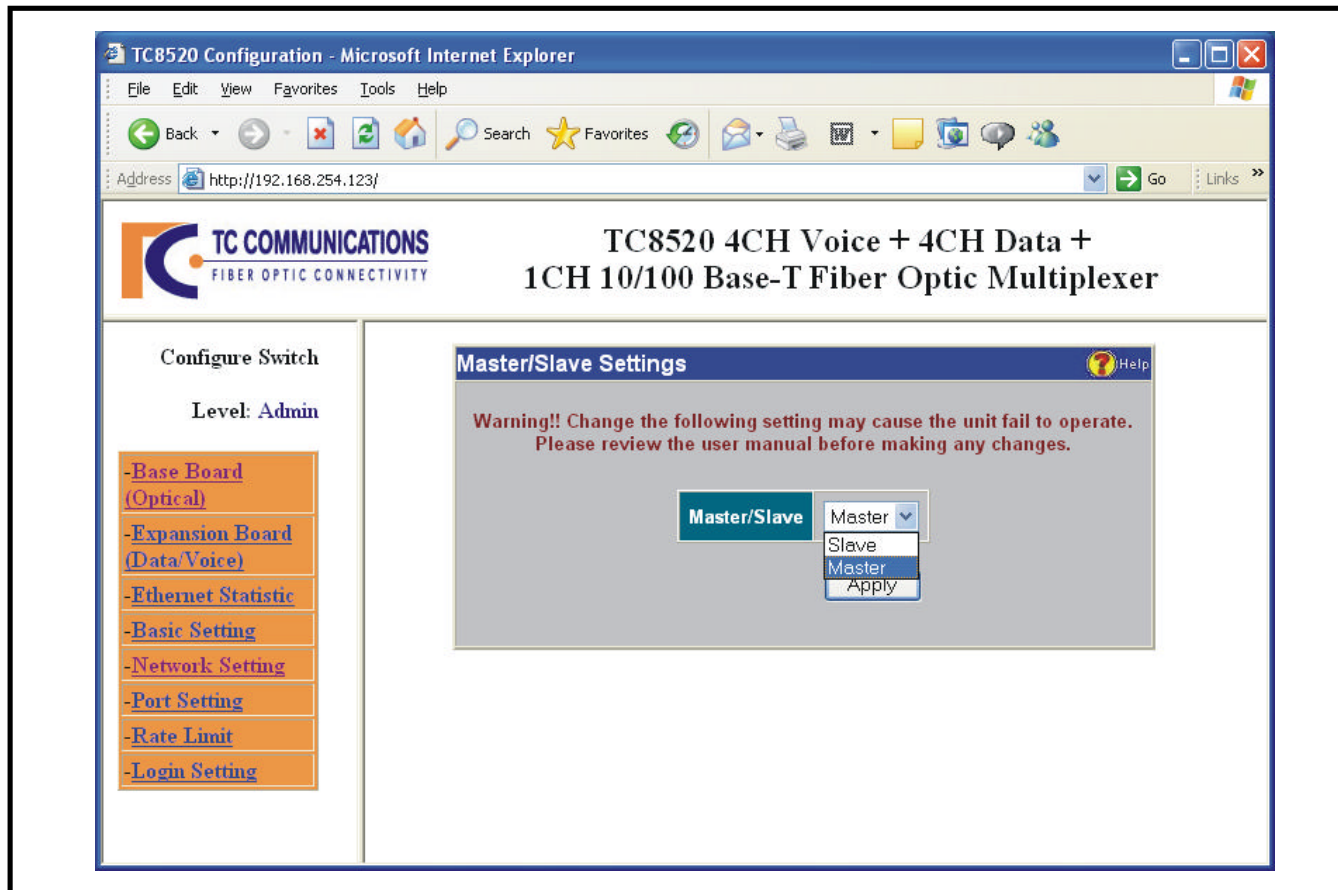 TC8520 Configuration - Microsoft Internet Explorer
File Edit View Favorites Tools Help
Back Search Favorites
Address http://192.168.254.123/ Go Links »
TC COMMUNICATIONS
FIBER OPTIC CONNECTIVITY
TC8520 4CH Voice + 4CH Data +
1CH 10/100 Base-T Fiber Optic Multiplexer
Configure Switch
Level: Admin
-Base Board
(Optical)
-Expansion Board
(Data/Voice)
-Ethernet Statistic
-Basic Setting
-Network Setting
-Port Setting
-Rate Limit
-Login Setting
Master/Slave Settings
? Help
Warning!! Change the following setting may cause the unit fail to operate.
Please review the user manual before making any changes.
Master/Slave Master
Slave
Master
Apply